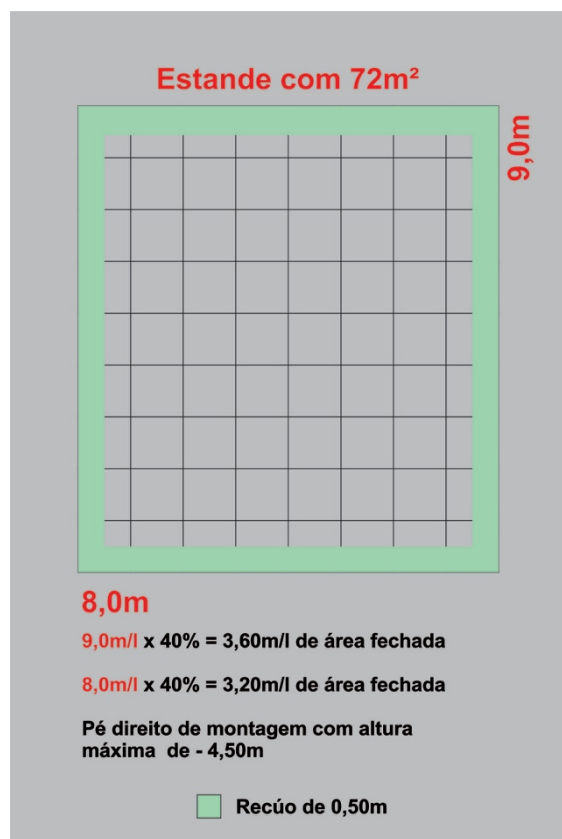 Estande com 72m²
9,0m
8,0m
9,0m/l x 40% = 3,60m/l de área fechada
8,0m/l x 40% = 3,20m/l de área fechada
Pé direito de montagem com altura
máxima de - 4,50m
Recúo de 0,50m